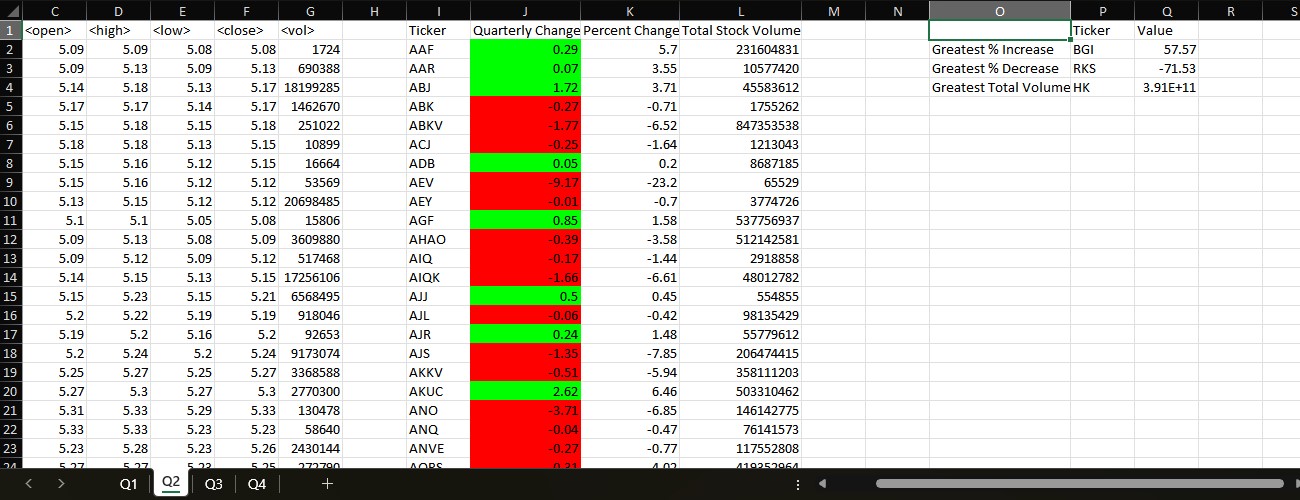 C D E F G H I J K L M N O P Q R S
1 <open> <high> <low> <close> <vol> Ticker Quarterly Change Percent Change Total Stock Volume Ticker Value
2 5.09 5.09 5.08 5.08 1724 AAF 0.29 5.7 231604831 Greatest % Increase BGI 57.57
3 5.09 5.13 5.09 5.13 690388 AAR 0.07 3.55 10577420 Greatest % Decrease RKS -71.53
4 5.14 5.18 5.13 5.17 18199285 ABJ 1.72 3.71 45583612 Greatest Total Volume HK 3.91E+11
5 5.17 5.17 5.14 5.17 1462670 ABK -0.27 -0.71 1755262
6 5.15 5.18 5.15 5.18 251022 ABKV -1.77 -6.52 847353538
7 5.18 5.18 5.13 5.15 10899 ACJ -0.25 -1.64 1213043
8 5.15 5.16 5.12 5.15 16664 ADB 0.05 0.2 8687185
9 5.15 5.16 5.12 5.12 53569 AEV -9.17 -23.2 65529
10 5.13 5.15 5.12 5.12 20698485 AEY -0.01 -0.7 3774726
11 5.1 5.1 5.05 5.08 15806 AGF 0.85 1.58 537756937
12 5.09 5.13 5.08 5.09 3609880 AHAO -0.39 -3.58 512142581
13 5.09 5.12 5.09 5.09 517468 AIQ -0.17 -1.44 2918858
14 5.14 5.15 5.13 5.15 17256106 AIQK -1.66 -6.61 48012782
15 5.15 5.23 5.15 5.21 6568495 AJJ 0.5 0.45 554855
16 5.2 5.22 5.19 5.19 918046 AJL -0.06 -0.42 98135429
17 5.19 5.2 5.16 5.2 92653 AJR 0.24 1.48 55779612
18 5.2 5.24 5.2 5.24 9173074 AJS -1.35 -7.85 206474415
19 5.25 5.27 5.25 5.27 3368588 AKKV -0.51 -5.94 358111203
20 5.27 5.3 5.27 5.3 2770300 AKUC 2.62 6.46 503310462
21 5.31 5.33 5.29 5.33 130478 ANO -3.71 -6.85 146142775
22 5.33 5.33 5.23 5.23 58640 ANQ -0.04 -0.47 76141573
23 5.23 5.28 5.23 5.26 2430144 ANVE -0.27 -0.77 117552808
24 5.27 5.27 5.23 5.25
Q1 Q2 Q3 Q4 +